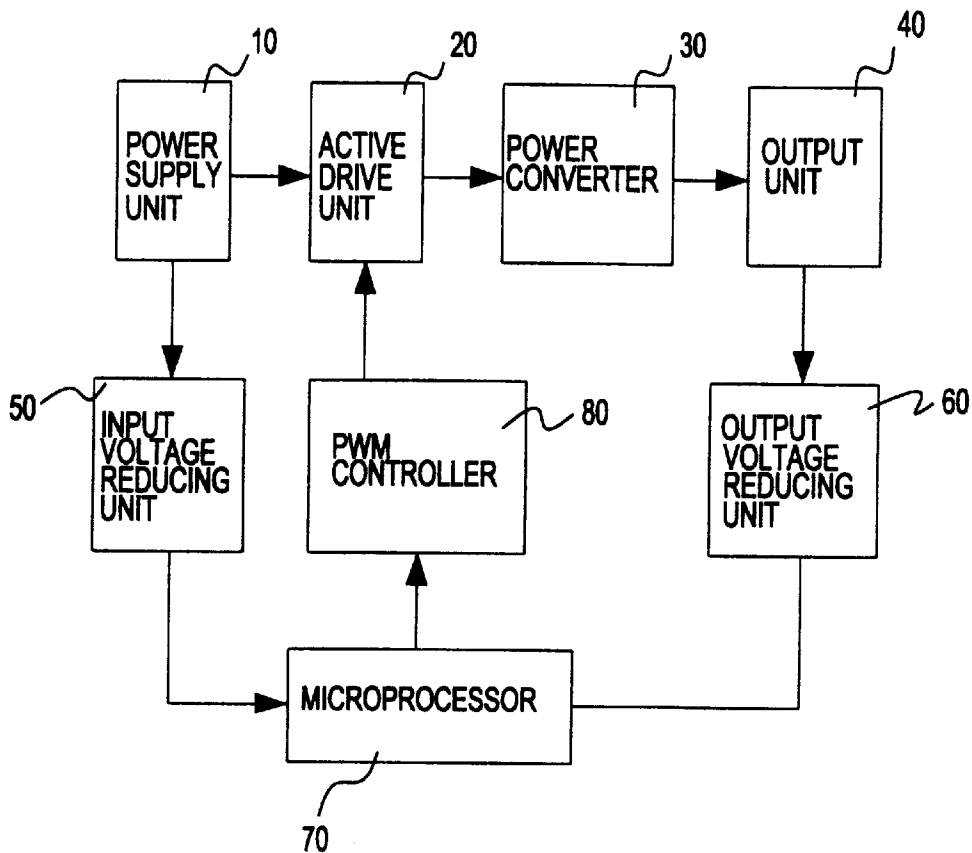 10
20
30
40
POWER
SUPPLY
UNIT
ACTIVE
DRIVE
UNIT
POWER
CONVERTER
OUTPUT
UNIT
50
INPUT
VOLTAGE
REDUCING
UNIT
PWM
CONTROLLER
80
OUTPUT
VOLTAGE
REDUCING
UNIT
60
MICROPROCESSOR
70